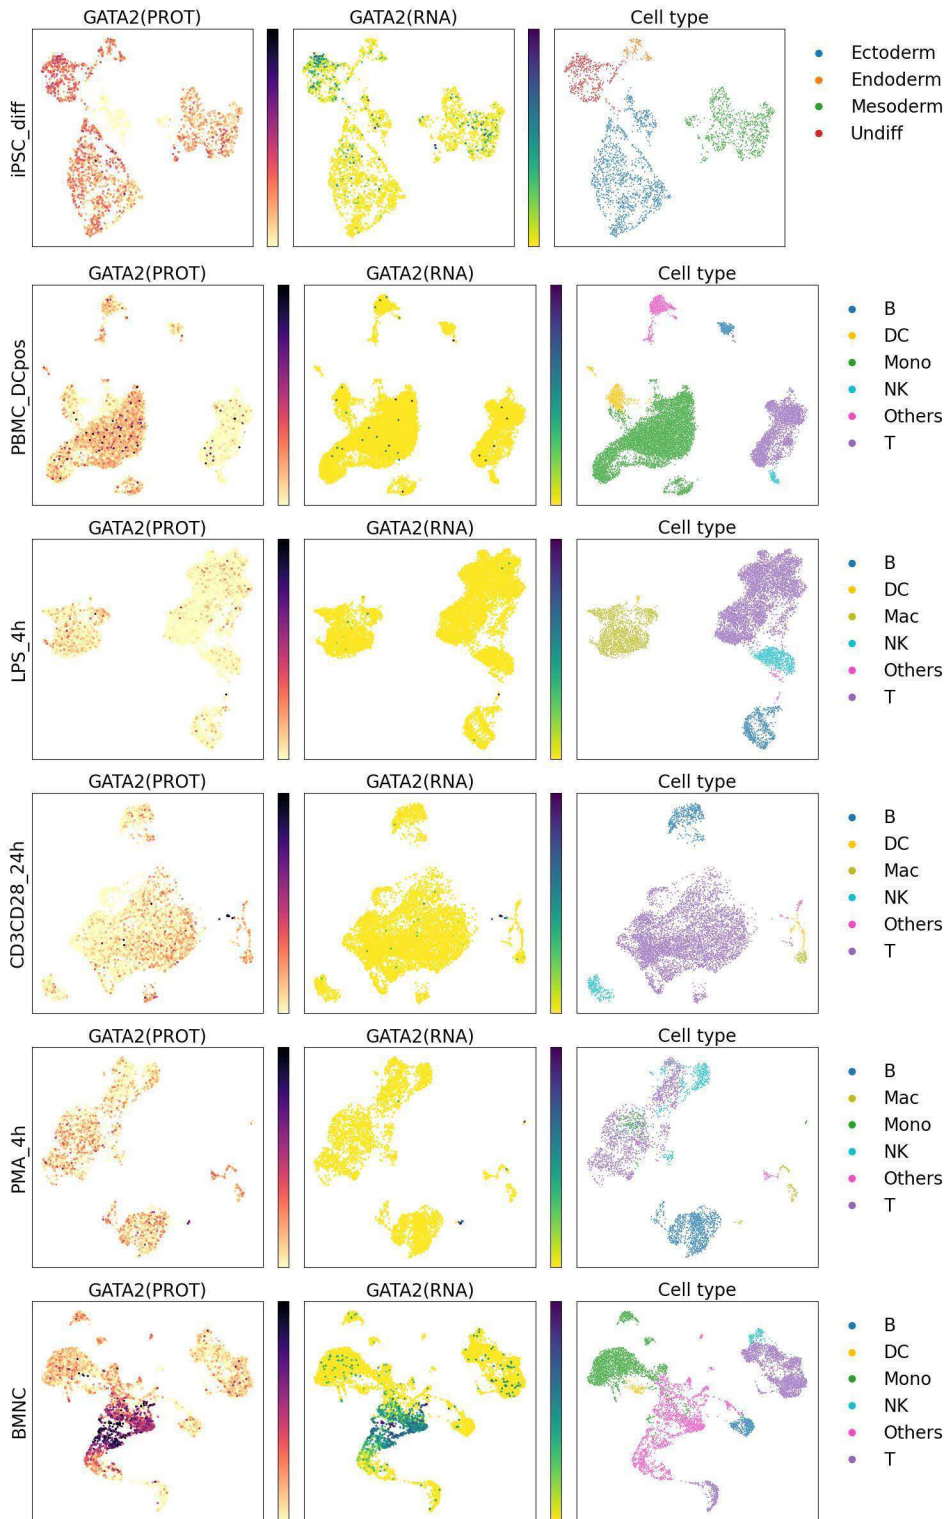 GATA2(PROT) GATA2(RNA) Cell type
iPSC_diff
Ectoderm
Endoderm
Mesoderm
Undiff
GATA2(PROT) GATA2(RNA) Cell type
PBMC_DCpos
B
DC
Mono
NK
Others
T
GATA2(PROT) GATA2(RNA) Cell type
LPS_4h
B
DC
Mac
NK
Others
T
GATA2(PROT) GATA2(RNA) Cell type
CD3CD28_24h
B
DC
Mac
NK
Others
T
GATA2(PROT) GATA2(RNA) Cell type
PMA_4h
B
Mac
Mono
NK
Others
T
GATA2(PROT) GATA2(RNA) Cell type
BMNC
B
DC
Mono
NK
Others
T